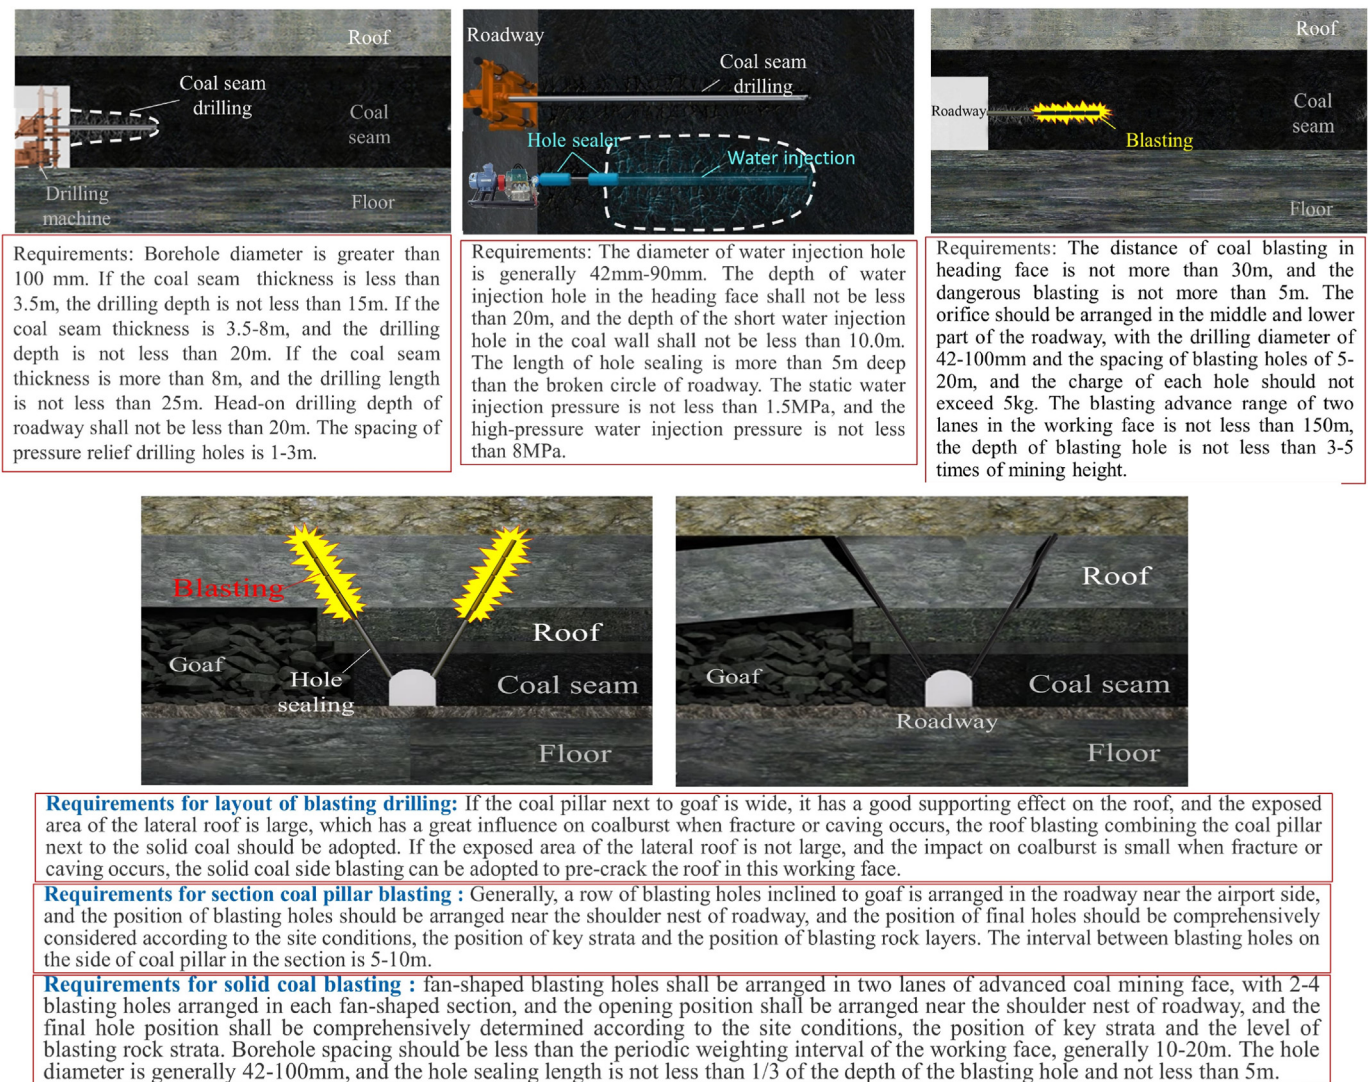 Roof
Coal seam
drilling
Coal
seam
Drilling
machine
Floor
Requirements: Borehole diameter is greater than
100 mm. If the coal seam thickness is less than
3.5m, the drilling depth is not less than 15m. If the
coal seam thickness is 3.5-8m, and the drilling
depth is not less than 20m. If the coal seam
thickness is more than 8m, and the drilling length
is not less than 25m. Head-on drilling depth of
roadway shall not be less than 20m. The spacing of
pressure relief drilling holes is 1-3m.
Roadway
Coal seam
drilling
Hole sealer
Water injection
Requirements: The diameter of water injection hole
is generally 42mm-90mm. The depth of water
injection hole in the heading face shall not be less
than 20m, and the depth of the short water injection
hole in the coal wall shall not be less than 10.0m.
The length of hole sealing is more than 5m deep
than the broken circle of roadway. The static water
injection pressure is not less than 1.5MPa, and the
high-pressure water injection pressure is not less
than 8MPa.
Roof
Roadway
Coal
seam
Blasting
Floor
Requirements: The distance of coal blasting in
heading face is not more than 30m, and the
dangerous blasting is not more than 5m. The
orifice should be arranged in the middle and lower
part of the roadway, with the drilling diameter of
42-100mm and the spacing of blasting holes of 5-
20m, and the charge of each hole should not
exceed 5kg. The blasting advance range of two
lanes in the working face is not less than 150m,
the depth of blasting hole is not less than 3-5
times of mining height.
Blasting
Roof
Goaf
Hole
sealing
Coal seam
Floor
Roof
Goaf
Coal seam
Roadway
Floor
Requirements for layout of blasting drilling: If the coal pillar next to goaf is wide, it has a good supporting effect on the roof, and the exposed
area of the lateral roof is large, which has a great influence on coalburst when fracture or caving occurs, the roof blasting combining the coal pillar
next to the solid coal should be adopted. If the exposed area of the lateral roof is not large, and the impact on coalburst is small when fracture or
caving occurs, the solid coal side blasting can be adopted to pre-crack the roof in this working face.
Requirements for section coal pillar blasting : Generally, a row of blasting holes inclined to goaf is arranged in the roadway near the airport side,
and the position of blasting holes should be arranged near the shoulder nest of roadway, and the position of final holes should be comprehensively
considered according to the site conditions, the position of key strata and the position of blasting rock layers. The interval between blasting holes on
the side of coal pillar in the section is 5-10m.
Requirements for solid coal blasting : fan-shaped blasting holes shall be arranged in two lanes of advanced coal mining face, with 2-4
blasting holes arranged in each fan-shaped section, and the opening position shall be arranged near the shoulder nest of roadway, and the
final hole position shall be comprehensively determined according to the site conditions, the position of key strata and the level of
blasting rock strata. Borehole spacing should be less than the periodic weighting interval of the working face, generally 10-20m. The hole
diameter is generally 42-100mm, and the hole sealing length is not less than 1/3 of the depth of the blasting hole and not less than 5m.